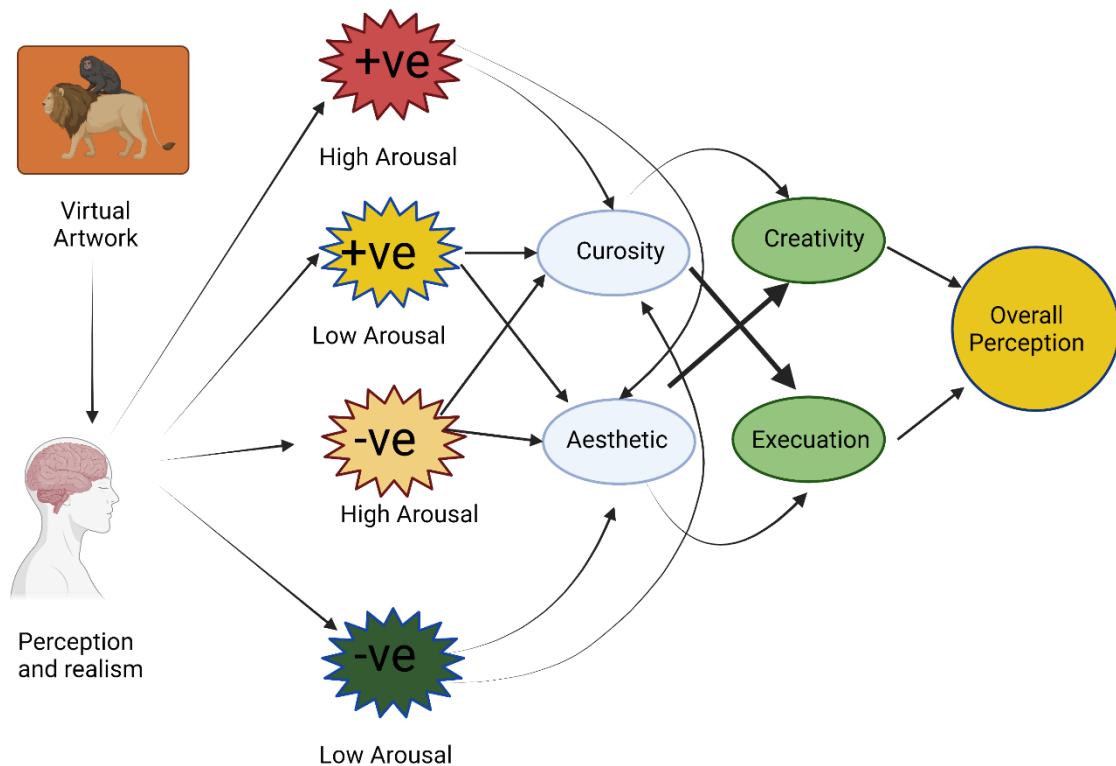 Virtual
Artwork
Perception
and realism
+ve
High Arousal
+ve
Low Arousal
-ve
High Arousal
-ve
Low Arousal
Curosity
Aesthetic
Creativity
Execuation
Overall
Perception